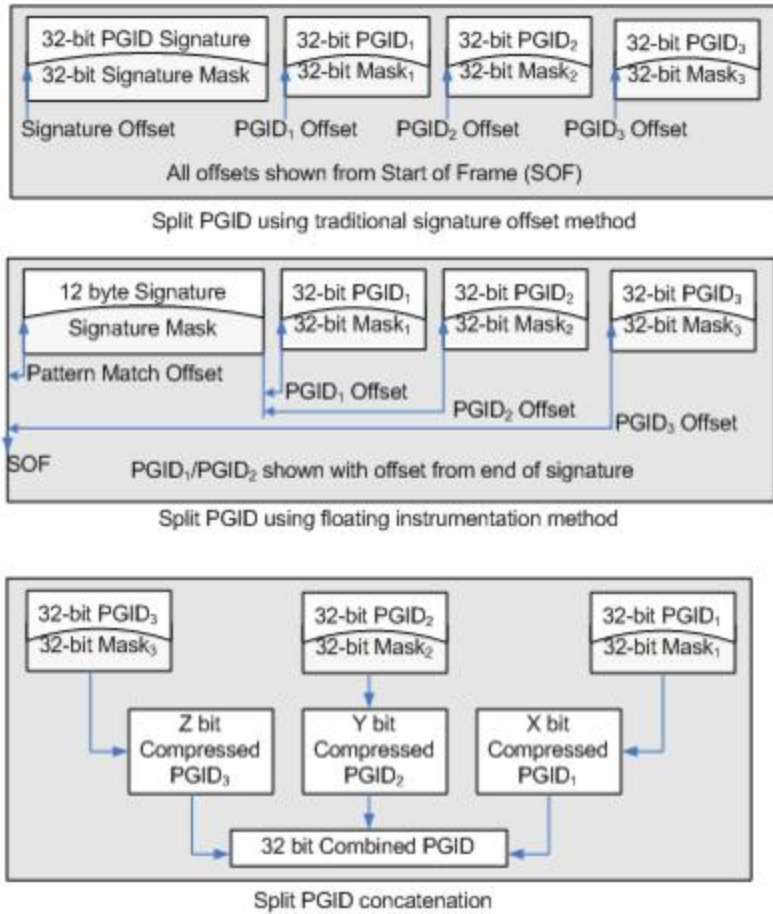 32-bit PGID Signature
32-bit Signature Mask
32-bit PGID₁
32-bit Mask₁
32-bit PGID₂
32-bit Mask₂
32-bit PGID₃
32-bit Mask₃
Signature Offset
PGID₁ Offset
PGID₂ Offset
PGID₃ Offset
All offsets shown from Start of Frame (SOF)
Split PGID using traditional signature offset method
12 byte Signature
Signature Mask
32-bit PGID₁
32-bit Mask₁
32-bit PGID₂
32-bit Mask₂
32-bit PGID₃
32-bit Mask₃
Pattern Match Offset
PGID₁ Offset
PGID₂ Offset
PGID₃ Offset
SOF
PGID₁/PGID₂ shown with offset from end of signature
Split PGID using floating instrumentation method
32-bit PGID₃
32-bit Mask₃
32-bit PGID₂
32-bit Mask₂
32-bit PGID₁
32-bit Mask₁
Z bit
Compressed
PGID₃
Y bit
Compressed
PGID₂
X bit
Compressed
PGID₁
32 bit Combined PGID
Split PGID concatenation